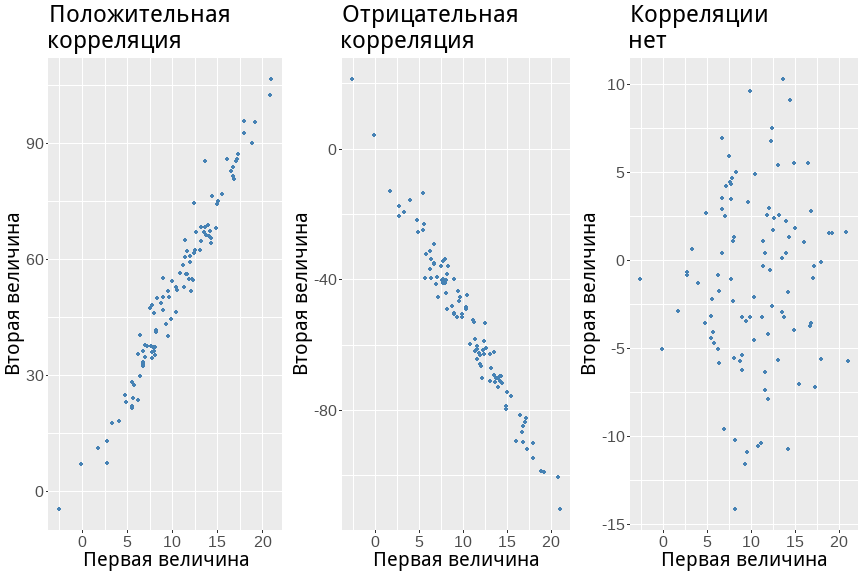 Положительная
корреляция
Вторая величина
90
60
30
0
0 5 10 15 20
Первая величина
Отрицательная
корреляция
Вторая величина
0
-40
-80
0 5 10 15 20
Первая величина
Корреляции
нет
Вторая величина
10
5
0
-5
-10
-15
0 5 10 15 20
Первая величина